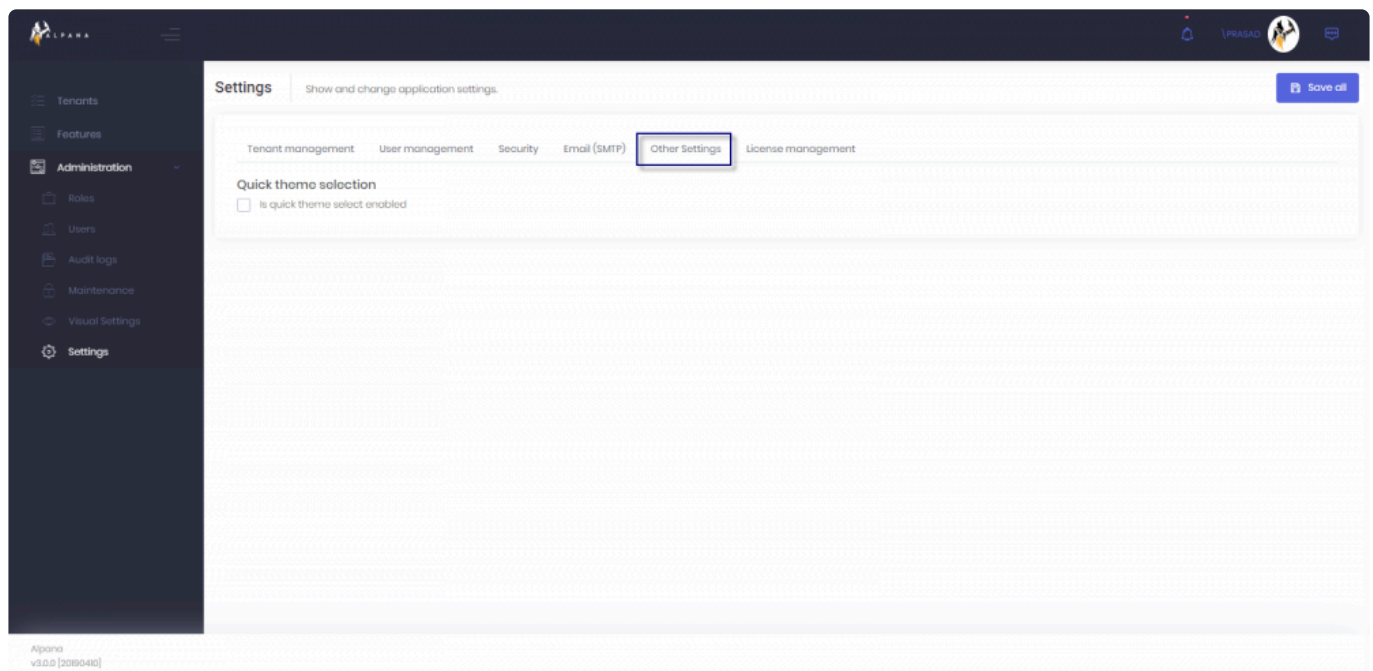 ALPANA
\PRASAD
Settings
Show and change application settings.
Save all
Tenants
Features
Administration
Roles
Users
Audit logs
Maintenance
Visual Settings
Settings
Tenant management User management Security Email (SMTP) Other Settings License management
Quick theme selection
Is quick theme select enabled
Alpana
v3.0.0 [20190410]